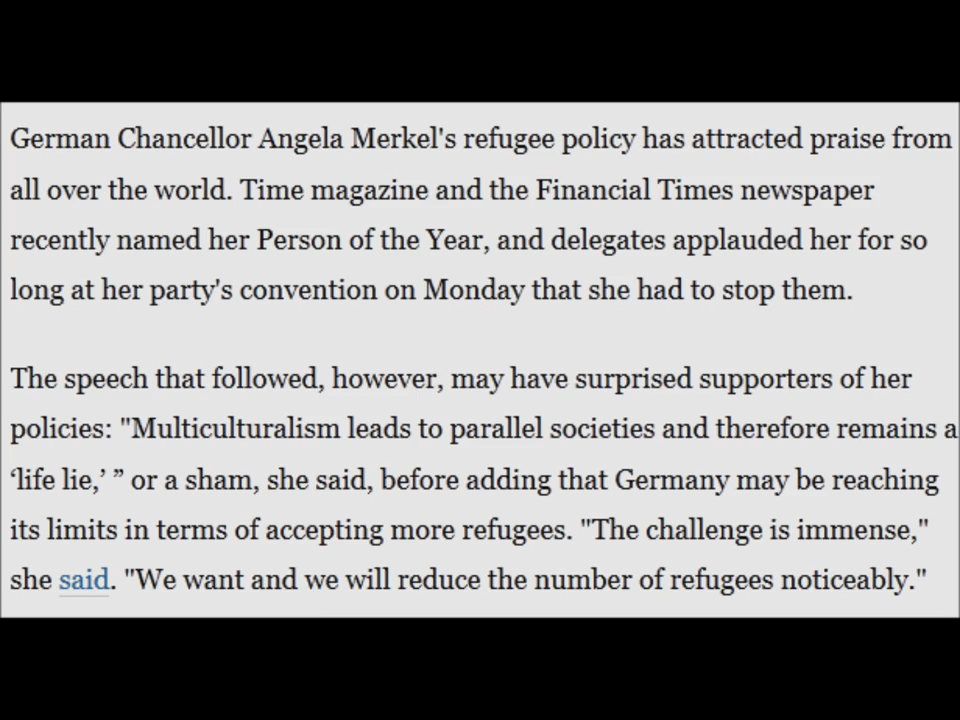 German Chancellor Angela Merkel's refugee policy has attracted praise from
all over the world. Time magazine and the Financial Times newspaper
recently named her Person of the Year, and delegates applauded her for so
long at her party's convention on Monday that she had to stop them.
The speech that followed, however, may have surprised supporters of her
policies: "Multiculturalism leads to parallel societies and therefore remains a
‘life lie,’ ” or a sham, she said, before adding that Germany may be reaching
its limits in terms of accepting more refugees. "The challenge is immense,"
she said. "We want and we will reduce the number of refugees noticeably."